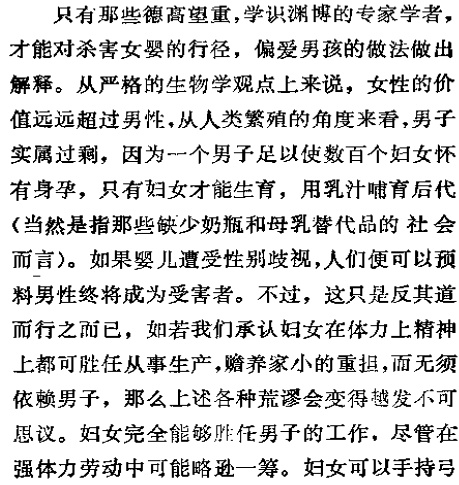 只有那些德高望重,学识渊博的专家学者,
才能对杀害女婴的行径，偏爱男孩的做法做出
解释。从严格的生物学观点上来说，女性的价
值远远超过男性,从人类繁殖的角度来看,男子
实属过剩，因为一个男子足以使数百个妇女怀
有身孕，只有妇女才能生育，用乳汁哺育后代
(当然是指那些缺少奶瓶和母乳替代品的社会
而言)。如果婴儿遭受性别歧视,人们便可以预
料男性终将成为受害者。不过，这只是反其道
而行之而已，如若我们承认妇女在体力上精神
上都可胜任从事生产,赡养家小的重担,而无须
依赖男子，那么上述各种荒谬会变得越发不可
思议。妇女完全能够胜任男子的工作，尽管在
强体力劳动中可能略逊一筹。妇女可以手持弓